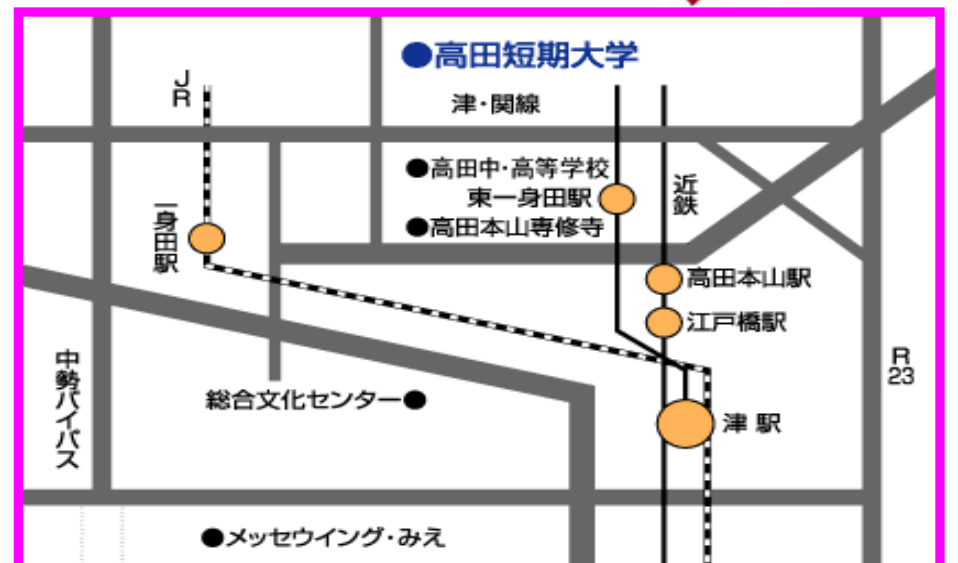 高田短期大学
JR
津・関線
高田中・高等学校
東一身田駅
高田本山専修寺
近鉄
一身田駅
高田本山駅
江戸橋駅
R
23
中勢バイパス
総合文化センター
津駅
メッセウイング・みえ